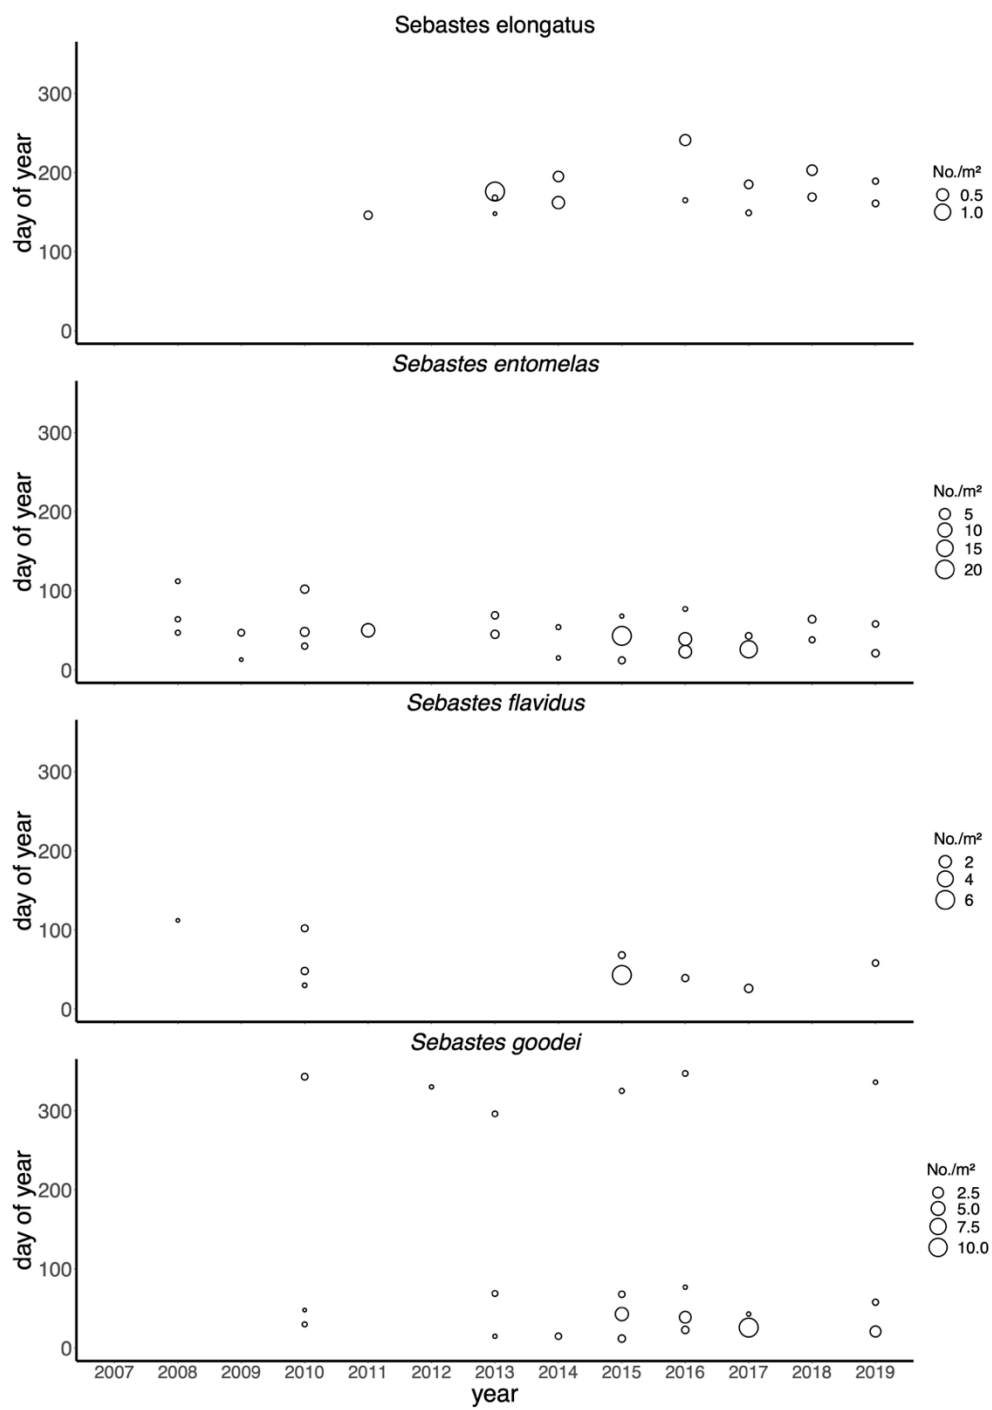 Sebastes elongatus
300
200
100
0
day of year
No./m²
0.5
1.0
Sebastes entomelas
300
200
100
0
day of year
No./m²
5
10
15
20
Sebastes flavidus
300
200
100
0
day of year
No./m²
2
4
6
Sebastes goodei
300
200
100
0
day of year
No./m²
2.5
5.0
7.5
10.0
2007 2008 2009 2010 2011 2012 2013 2014 2015 2016 2017 2018 2019
year